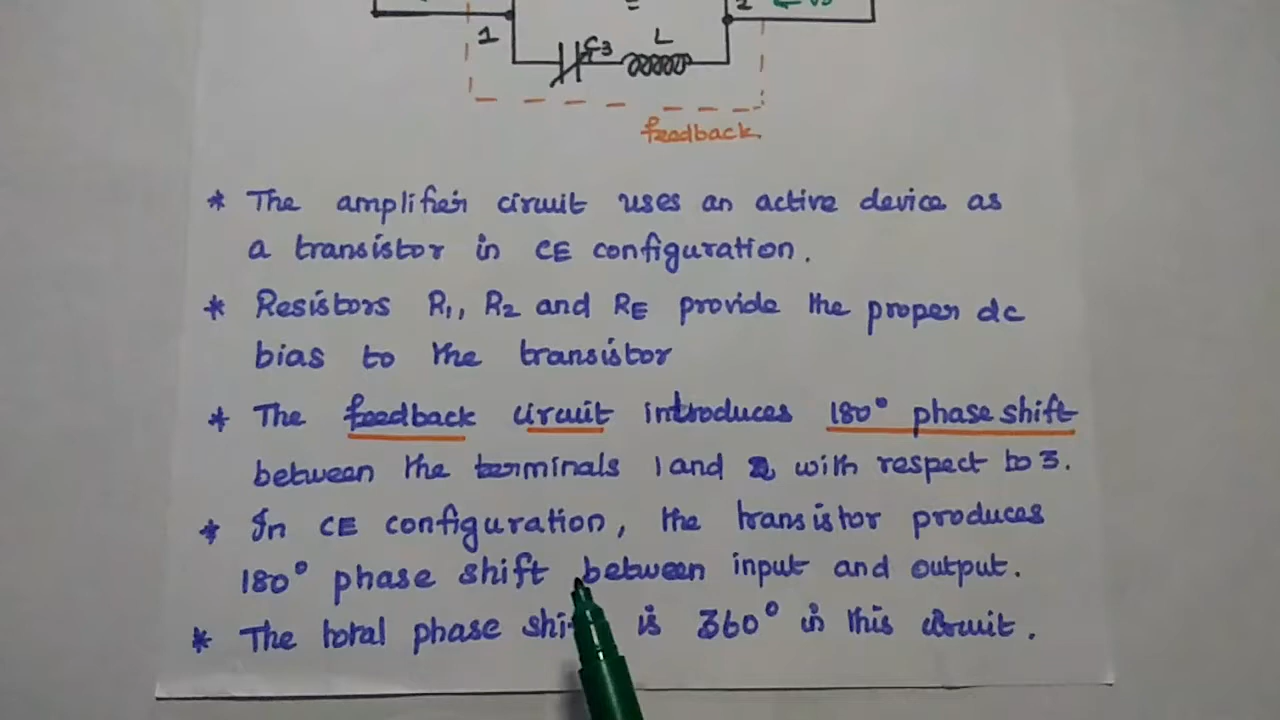 1
2
C3
L
feedback
* The amplifier circuit uses an active device as
a transistor in CE configuration.
* Resistors R1, R2 and RE provide the proper dc
bias to the transistor
* The feedback circuit introduces 180° phase shift
between the terminals 1 and 2 with respect to 3.
* In CE configuration, the transistor produces
180° phase shift between input and output.
* The total phase shi is 360° in this circuit.